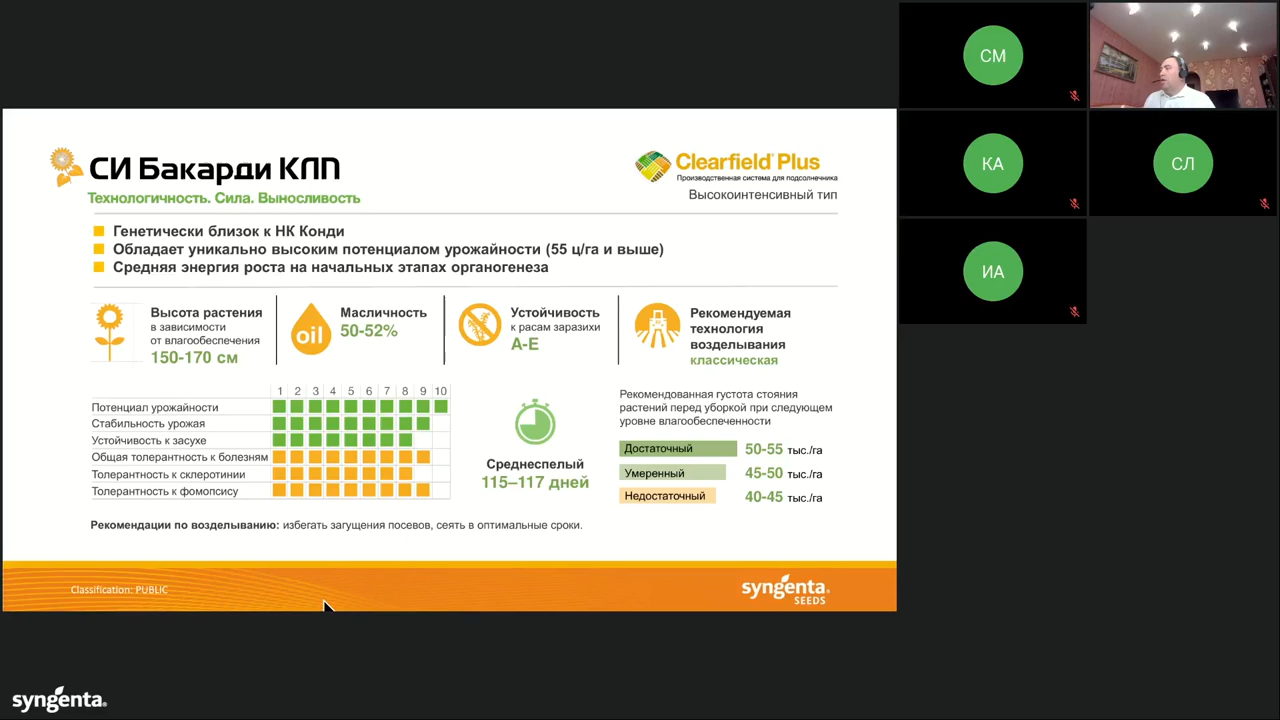 СИ Бакарди КЛП
Технологичность. Сила. Выносливость
Clearfield® Plus
Производственная система для подсолнечника
Высокоинтенсивный тип
Генетически близок к НК Конди
Обладает уникально высоким потенциалом урожайности (55 ц/га и выше)
Средняя энергия роста на начальных этапах органогенеза
Высота растения
в зависимости
от влагообеспечения
150-170 см
oil
Масличность
50-52%
Устойчивость
к расам заразихи
A-E
Рекомендуемая
технология
возделывания
классическая
1 2 3 4 5 6 7 8 9 10
Потенциал урожайности
Стабильность урожая
Устойчивость к засухе
Общая толерантность к болезням
Толерантность к склеротинии
Толерантность к фомопсису
Среднеспелый
115–117 дней
Рекомендованная густота стояния
растений перед уборкой при следующем
уровне влагообеспеченности
Достаточный 50-55 тыс./га
Умеренный 45-50 тыс./га
Недостаточный 40-45 тыс./га
Рекомендации по возделыванию: избегать загущения посевов, сеять в оптимальные сроки.
Classification: PUBLIC
syngenta®
SEEDS
СМ
КА
СЛ
ИА
syngenta®